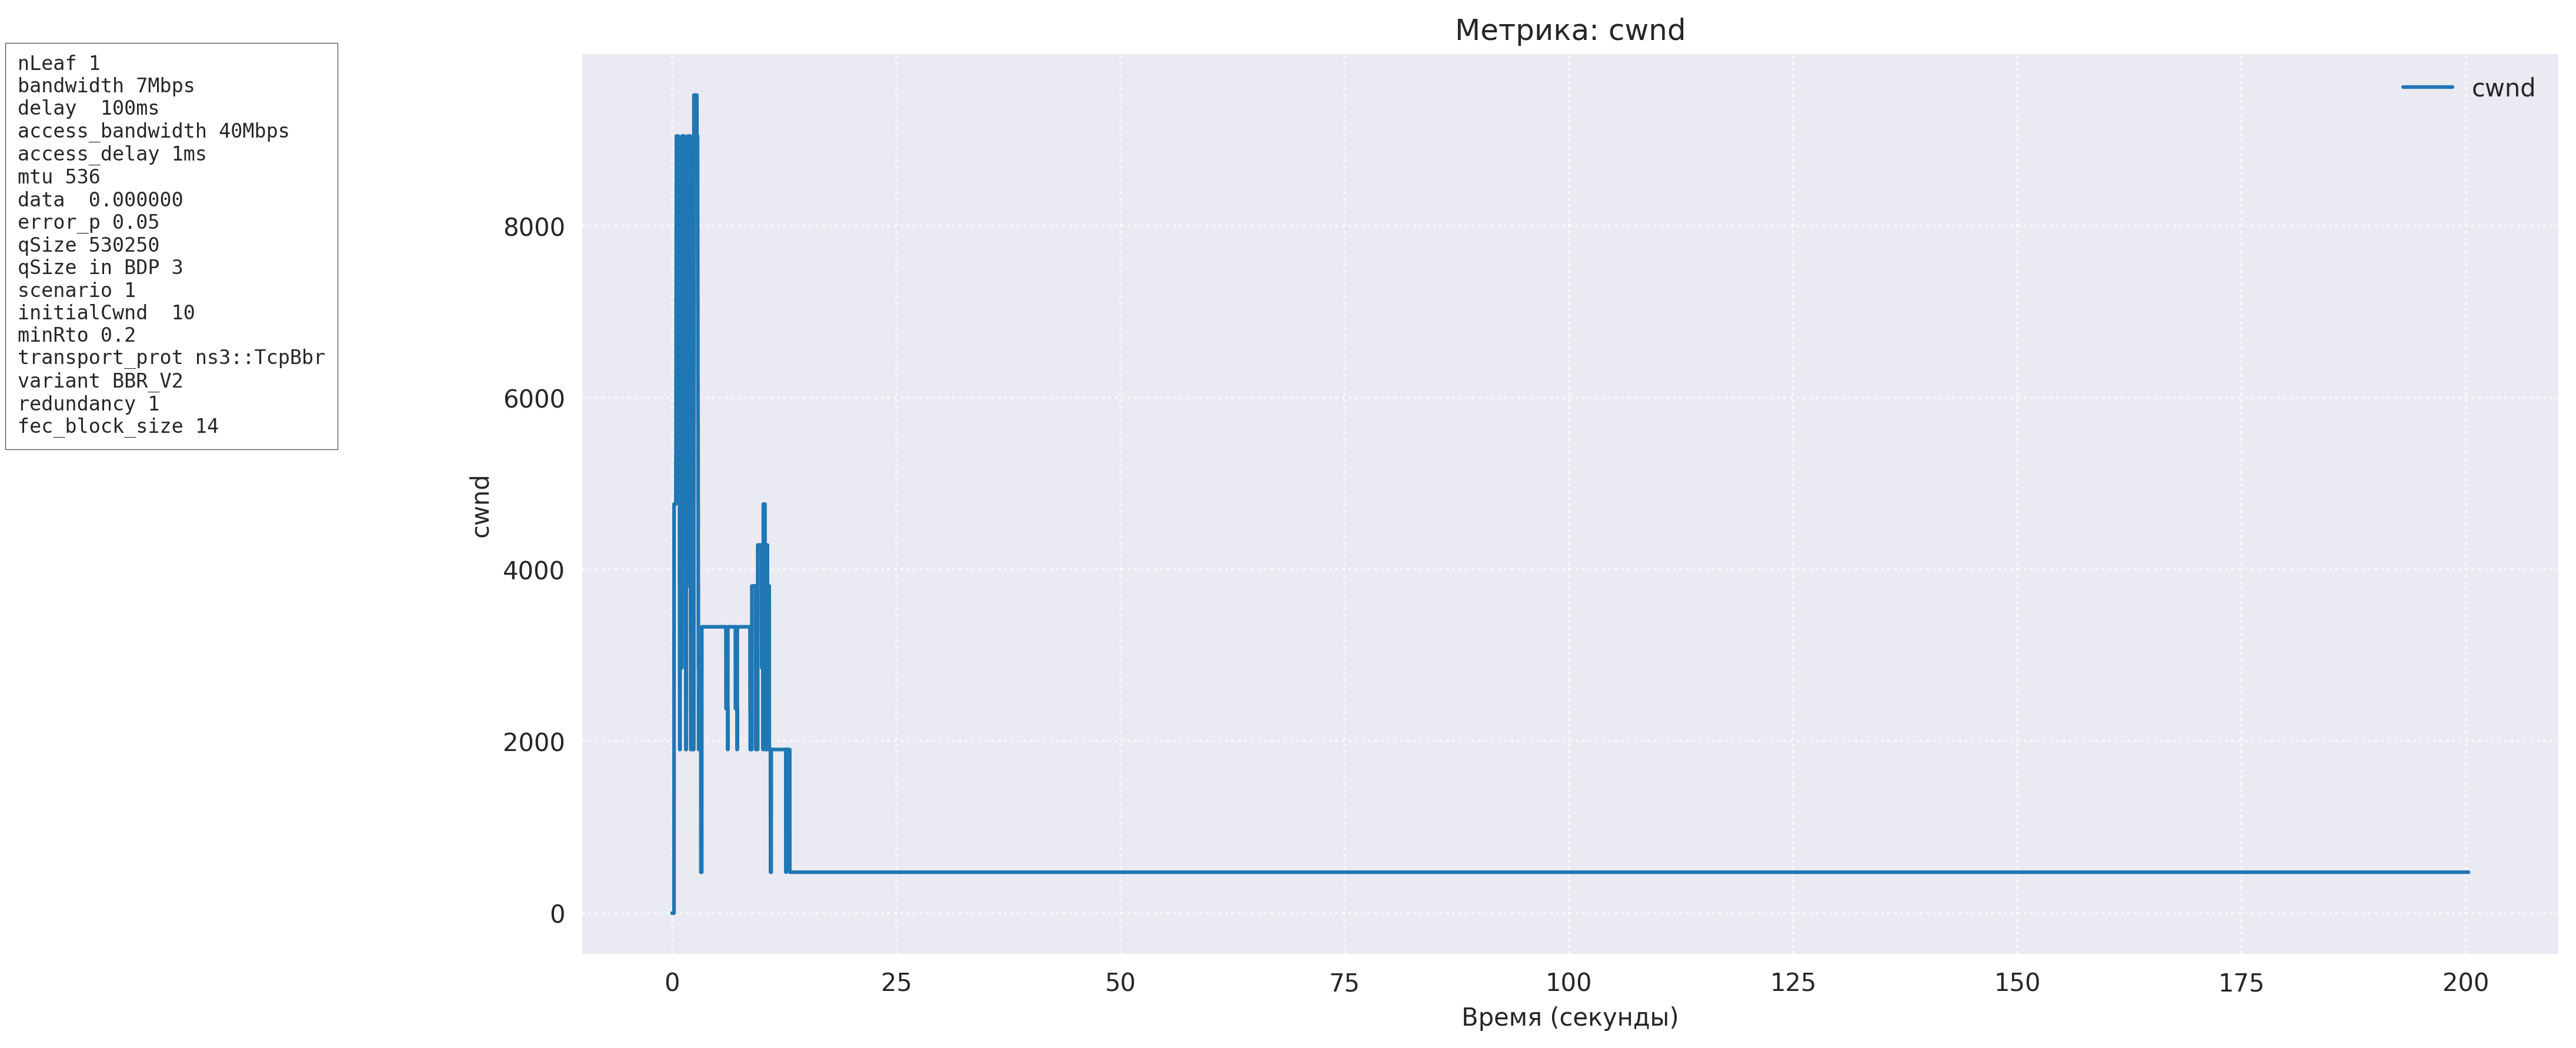 Метрика: cwnd
nLeaf 1
bandwidth 7Mbps
delay  100ms
access_bandwidth 40Mbps
access_delay 1ms
mtu 536
data  0.000000
error_p 0.05
qSize 530250
qSize in BDP 3
scenario 1
initialCwnd  10
minRto 0.2
transport_prot ns3::TcpBbr
variant BBR_V2
redundancy 1
fec_block_size 14
cwnd
cwnd
8000
6000
4000
2000
0
0 25 50 75 100 125 150 175 200
Время (секунды)